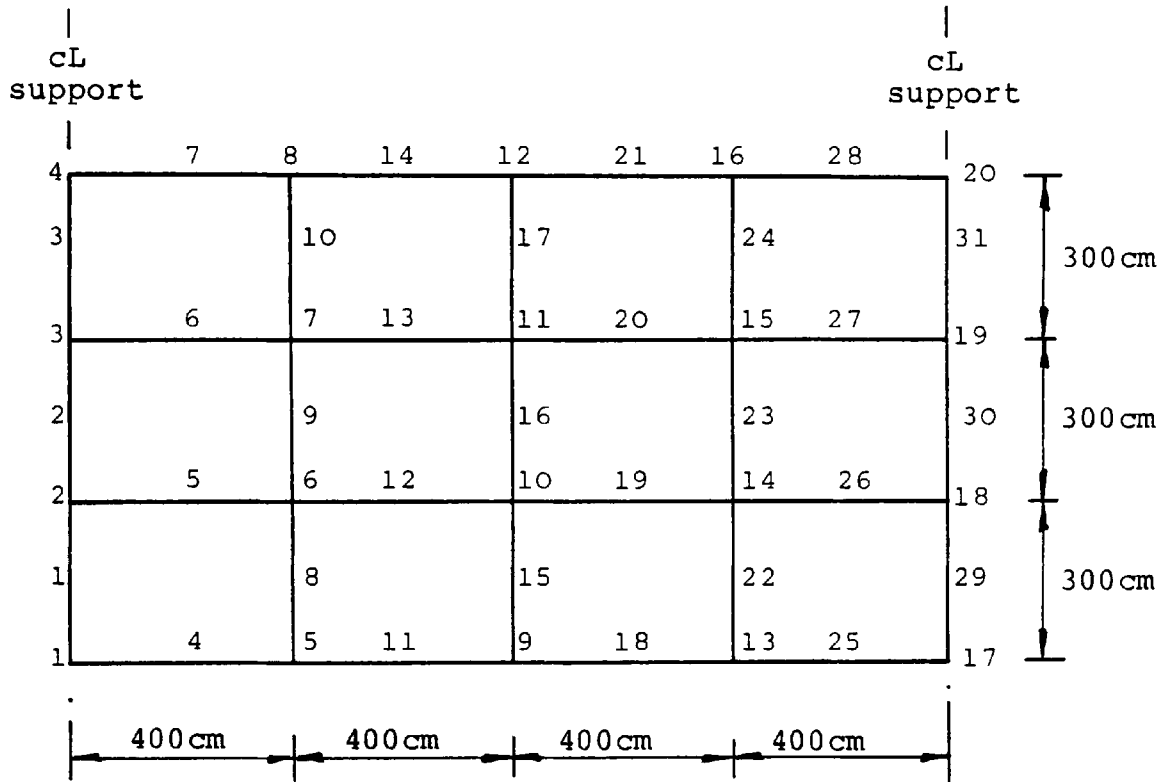 cL
support
cL
support
7 8 14 12 21 16 28
4 20
3 10 17 24 31
300cm
6 7 13 11 20 15 27
3 19
2 9 16 23 30
300cm
5 6 12 10 19 14 26
2 18
1 8 15 22 29
300cm
4 5 11 9 18 13 25
1 17
400cm 400cm 400cm 400cm